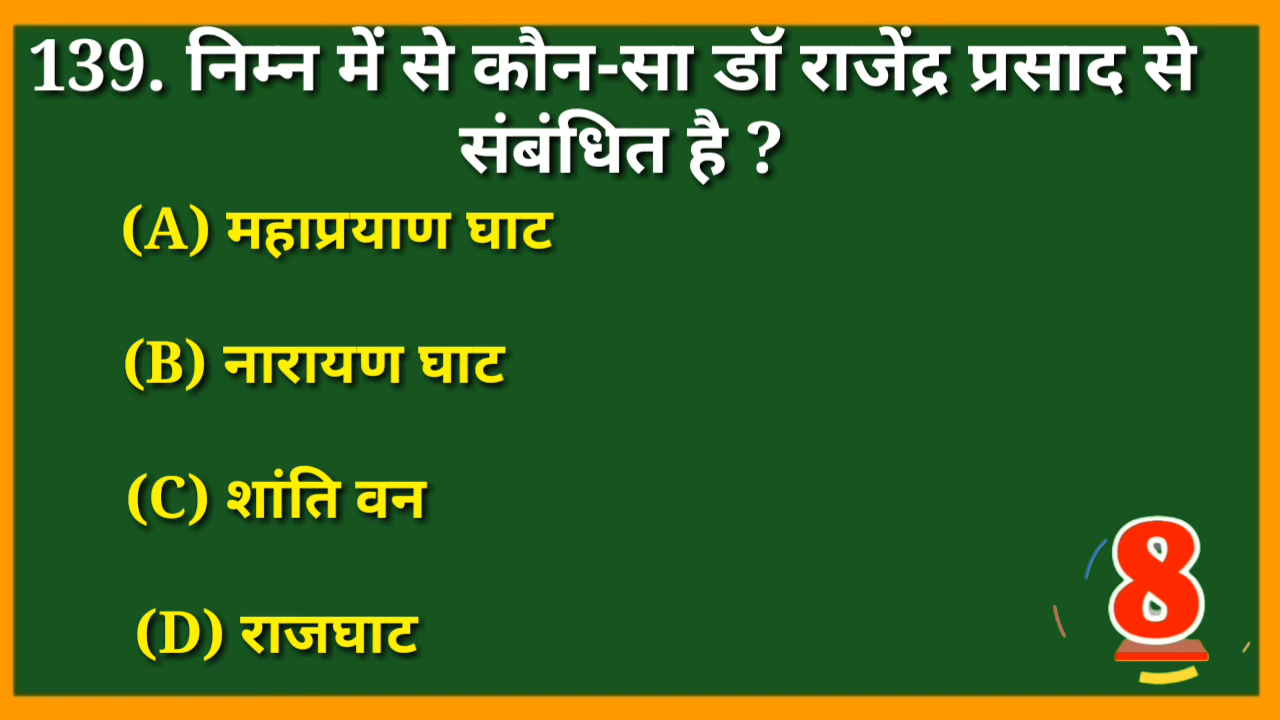 139. निम्न में से कौन-सा डॉ राजेंद्र प्रसाद से
संबंधित है ?
(A) महाप्रयाण घाट
(B) नारायण घाट
(C) शांति वन
(D) राजघाट
8